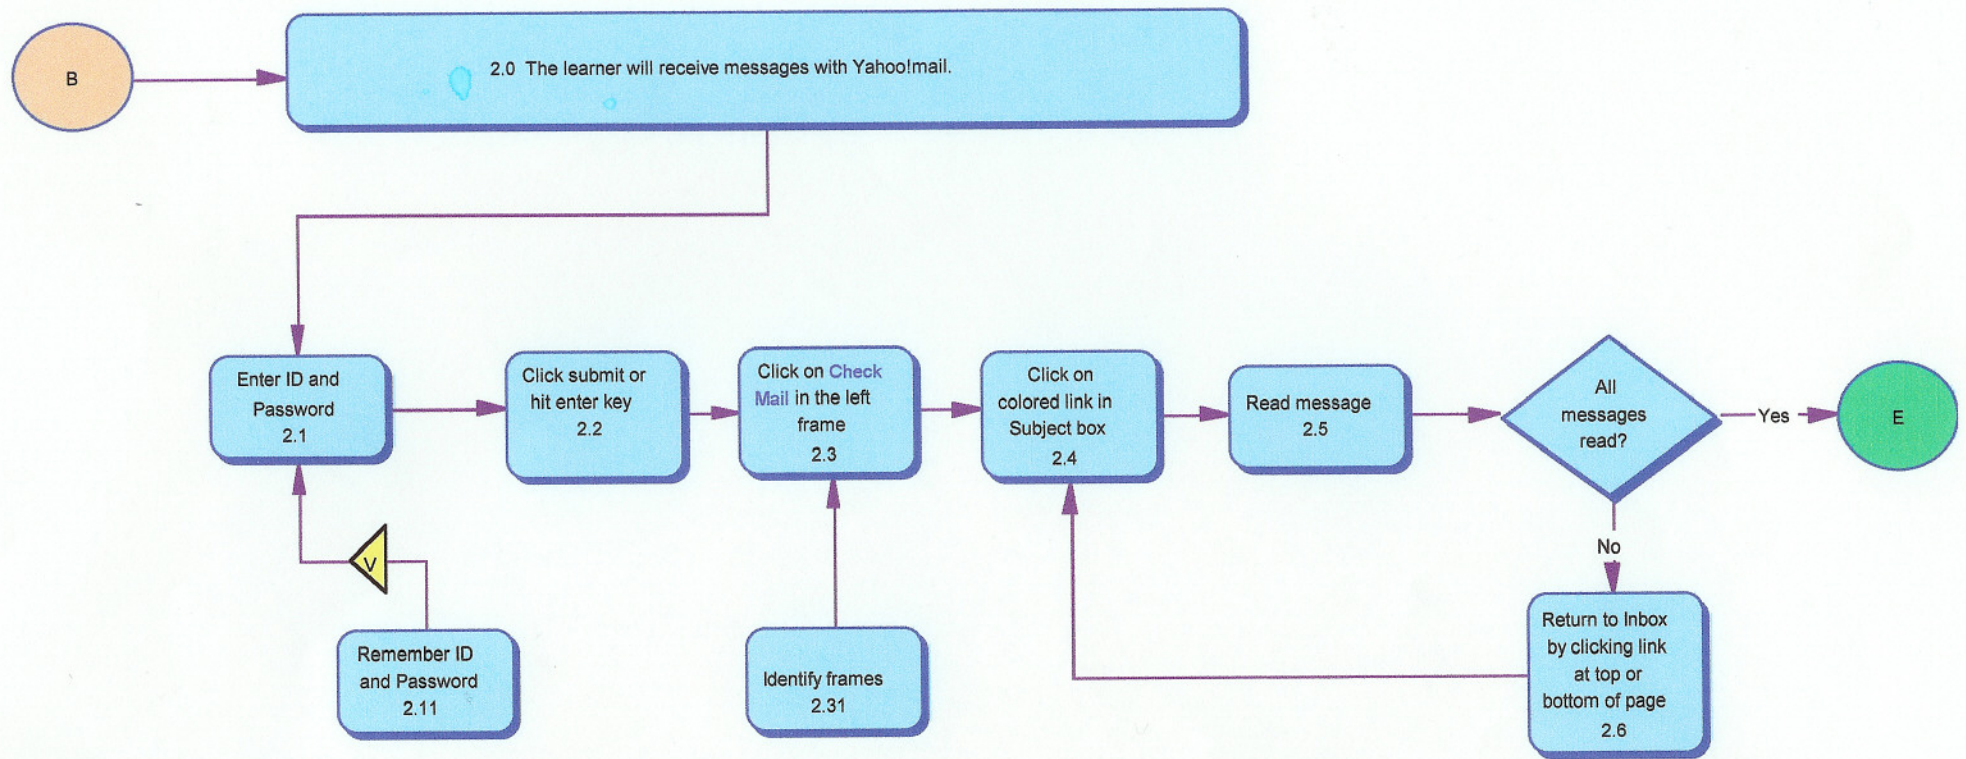 B
2.0 The learner will receive messages with Yahoo!mail.
Enter ID and
Password
2.1
Click submit or
hit enter key
2.2
Click on Check
Mail in the left
frame
2.3
Click on
colored link in
Subject box
2.4
Read message
2.5
All
messages
read?
Yes
E
No
V
Remember ID
and Password
2.11
Identify frames
2.31
Return to Inbox
by clicking link
at top or
bottom of page
2.6